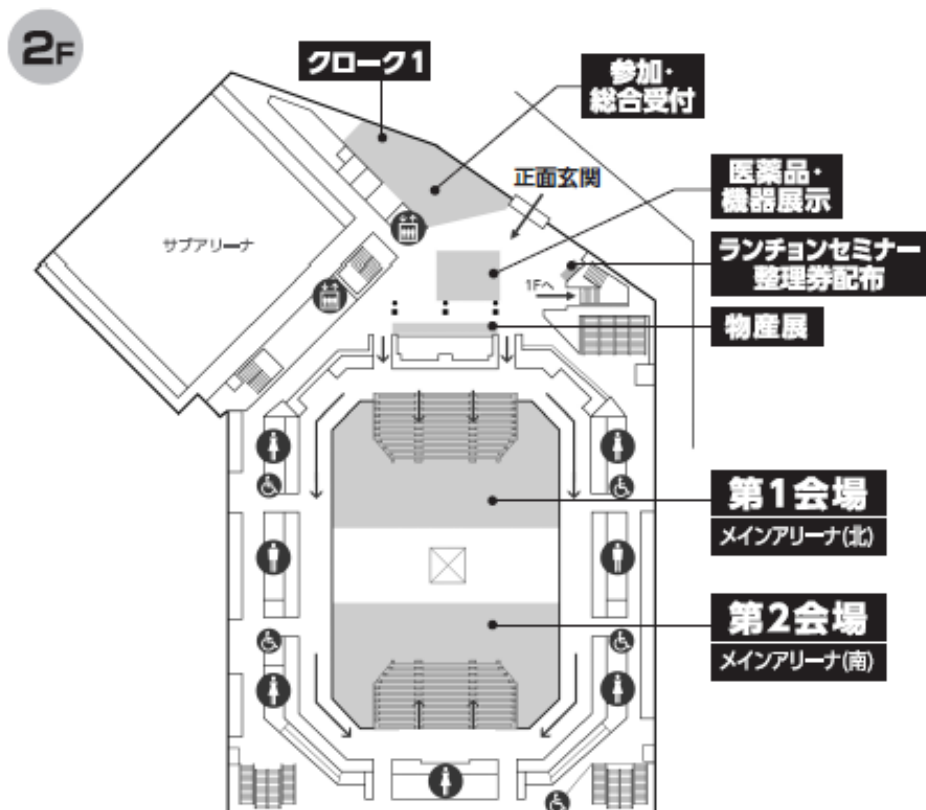 2F
クローク1
参加・
総合受付
正面玄関
医薬品・
機器展示
サブアリーナ
ランチョンセミナー
整理券配布
1Fへ
物産展
第1会場
メインアリーナ(北)
第2会場
メインアリーナ(南)